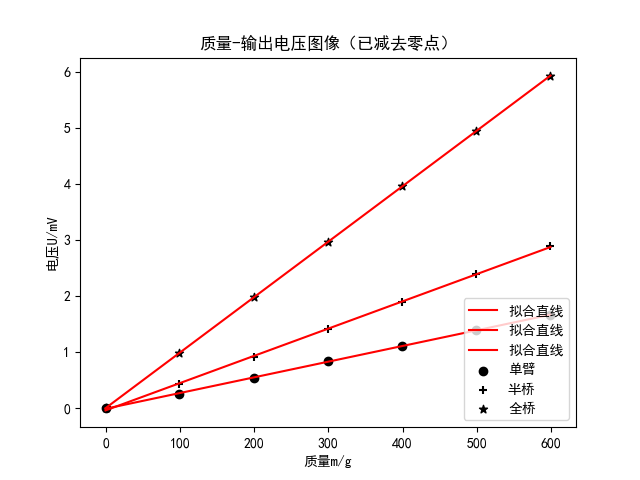 质量-输出电压图像（已减去零点）
6
5
4
3
2
1
0
电压U/mV
0 100 200 300 400 500 600
质量m/g
拟合直线
拟合直线
拟合直线
单臂
半桥
全桥